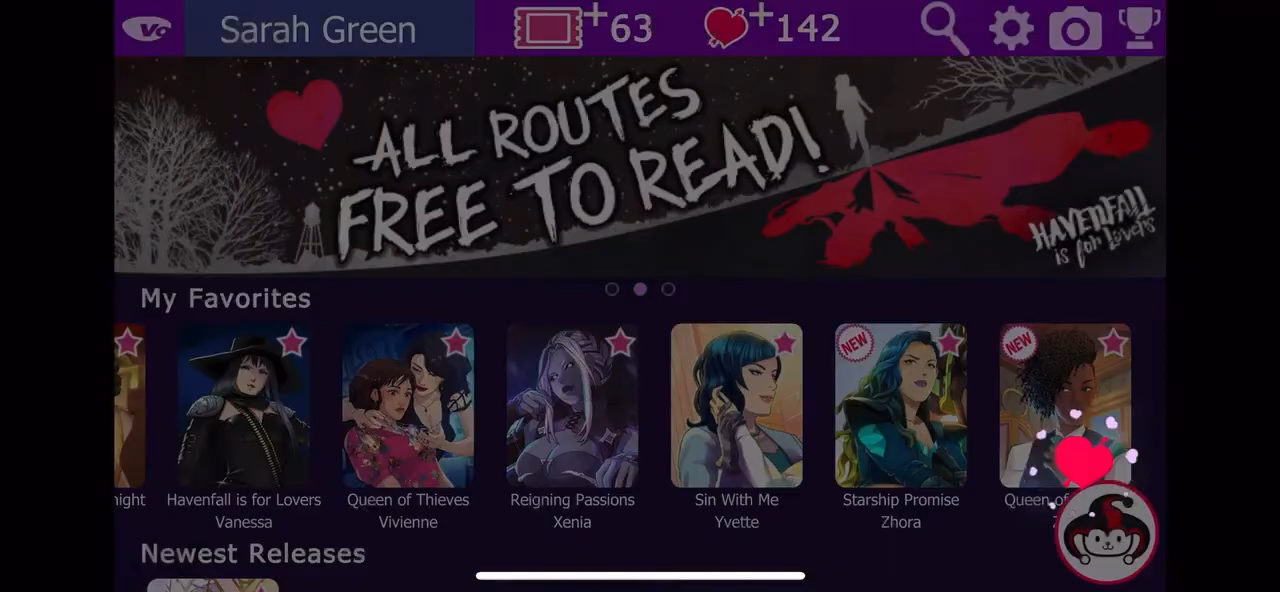 Vo
Sarah Green
+63
+142
ALL ROUTES
FREE TO READ!
HAVENFALL
is for Lovers
My Favorites
NEW
NEW
night
Havenfall is for Lovers
Vanessa
Queen of Thieves
Vivienne
Reigning Passions
Xenia
Sin With Me
Yvette
Starship Promise
Zhora
Queen of
Newest Releases